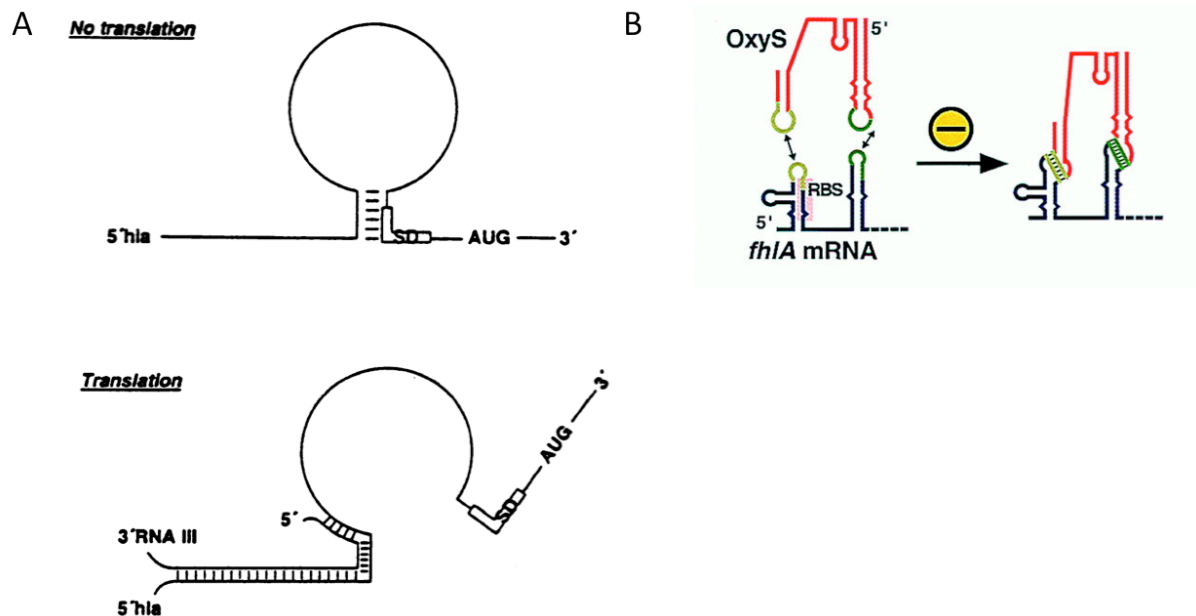 A
No translation
5´hla
SD
AUG
3´
Translation
3´
AUG
SD
5´
3´RNA III
5´hla
B
OxyS
5'
RBS
5'
fhlA mRNA